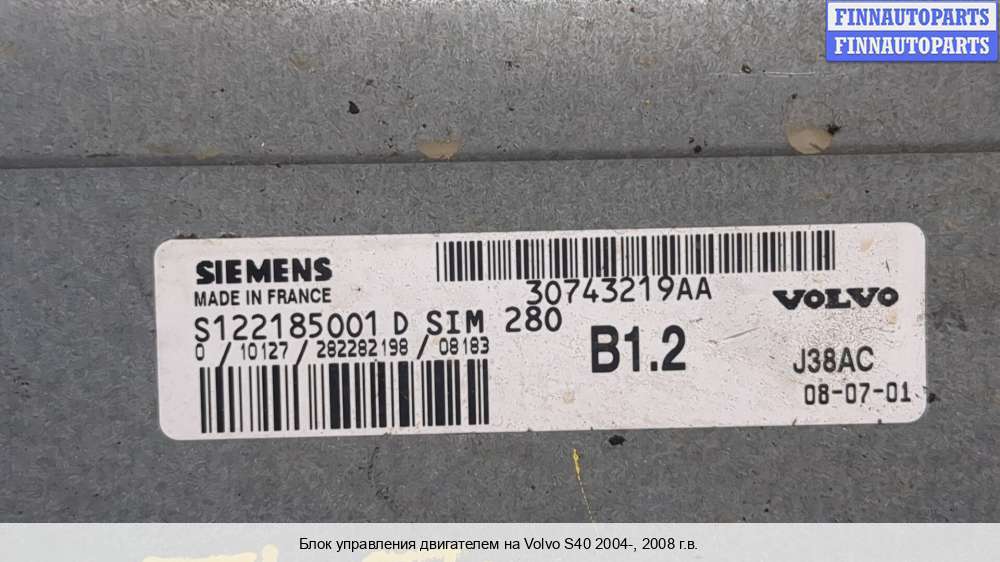 FINNAUTOPARTS
FINNAUTOPARTS
SIEMENS
MADE IN FRANCE
30743219AA
VOLVO
S122185001 D SIM 280
0 / 10127 / 282282198 / 08183
B1.2
J38AC
08-07-01
Блок управления двигателем на Volvo S40 2004-, 2008 г.в.